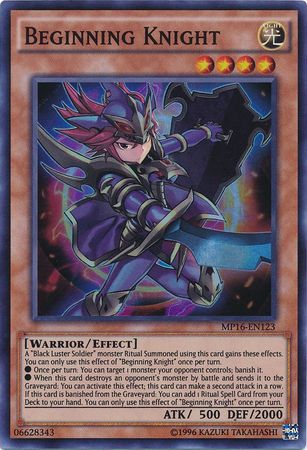 BEGINNING KNIGHT
LIGHT
光
MP16-EN123
[WARRIOR/EFFECT]
A "Black Luster Soldier" monster Ritual Summoned using this card gains these effects.
You can only use this effect of "Beginning Knight" once per turn.
● Once per turn: You can target 1 monster your opponent controls; banish it.
● When this card destroys an opponent's monster by battle and sends it to the
Graveyard: You can activate this effect; this card can make a second attack in a row.
If this card is banished from the Graveyard: You can add 1 Ritual Spell Card from your
Deck to your hand. You can only use this effect of "Beginning Knight" once per turn.
ATK/ 500 DEF/2000
06628343
©1996 KAZUKI TAKAHASHI